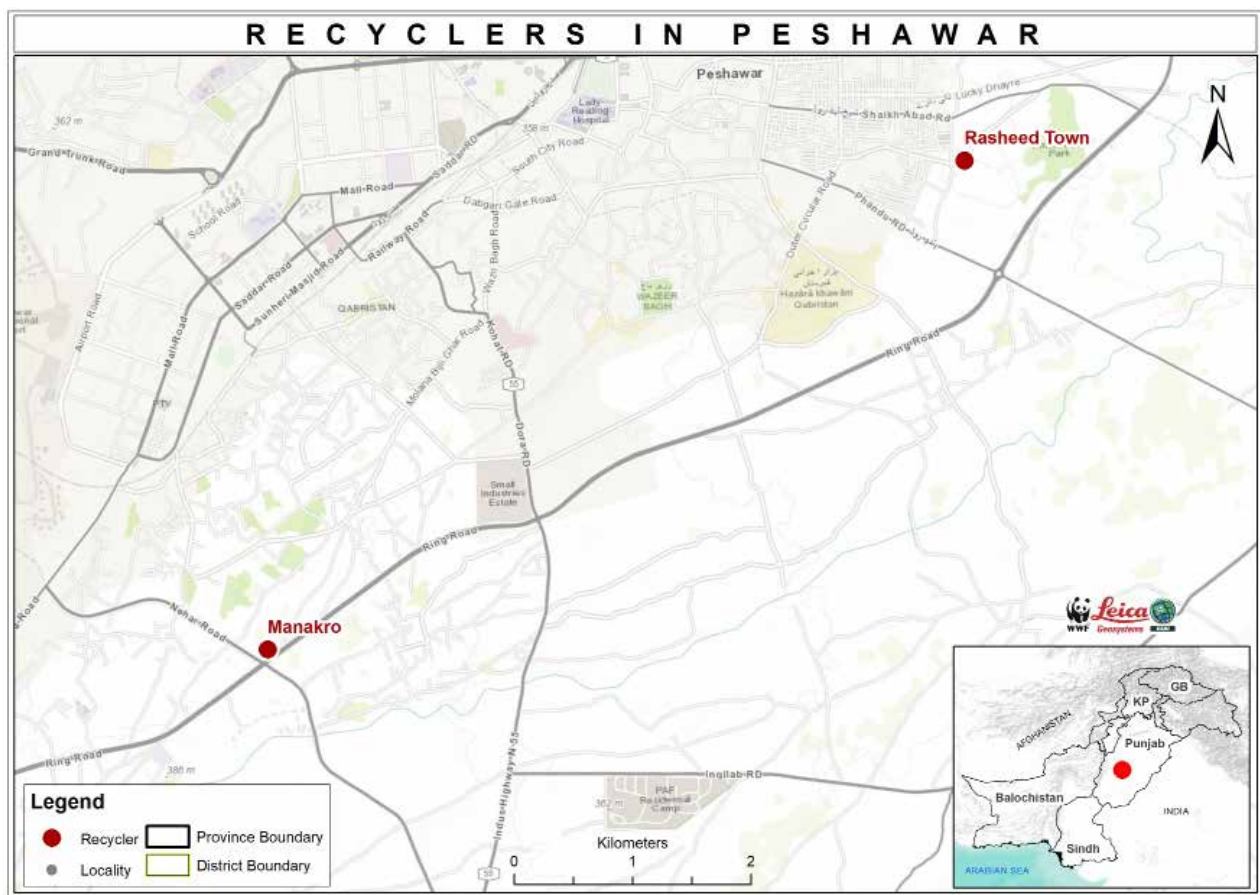 RECYCLERS IN PESHAWAR
Peshawar
Lady
Reading
Hospital
362 m
358 m
Lucky Dhayre
Shaikh-Abad-Rd
N
Rasheed Town
Park
Grand-Trunk-Road
Saddar-RD
South City Road
Mall-Road
School Road
Dabgari Gate Road
Outer Circular Road
Phandu-RD
Railway-Road
Wazir Bagh Road
Saddar-Road
Sunheri-Masjid-Road
QABRISTAN
WAZEER
BAGH
Hazara khawani
Qubristan
Airport Road
Mall-Road
Kohat-RD
Ring-Road
Molana Bijli Ghar Road
55
PTV
Dora-RD
Small
Industries
Estate
Ring-Road
Nehar-Road
Manakro
WWF
Leica
Geosystems
Ring-Road
386 m
Indus-Highway-N-55
Inqilab-RD
PAF
Residential
Camp
362 m
55
Kilometers
0 1 2
Legend
Recycler
Province Boundary
Locality
District Boundary
GB
KP
AFGHANISTAN
Punjab
Balochistan
INDIA
Sindh
ARABIAN SEA